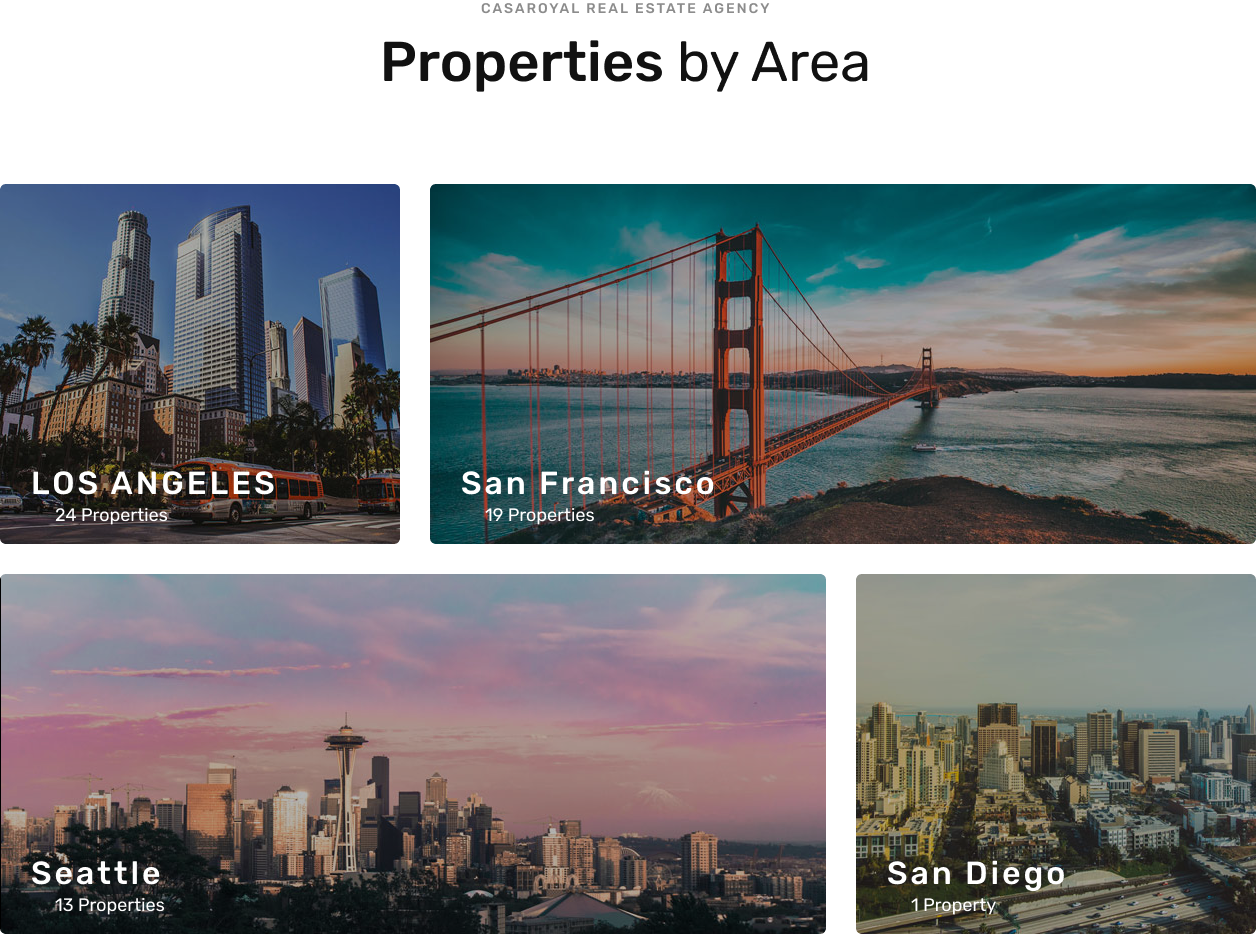 CASAROYAL REAL ESTATE AGENCY
Properties by Area
LOS ANGELES
24 Properties
San Francisco
19 Properties
Seattle
13 Properties
San Diego
1 Property